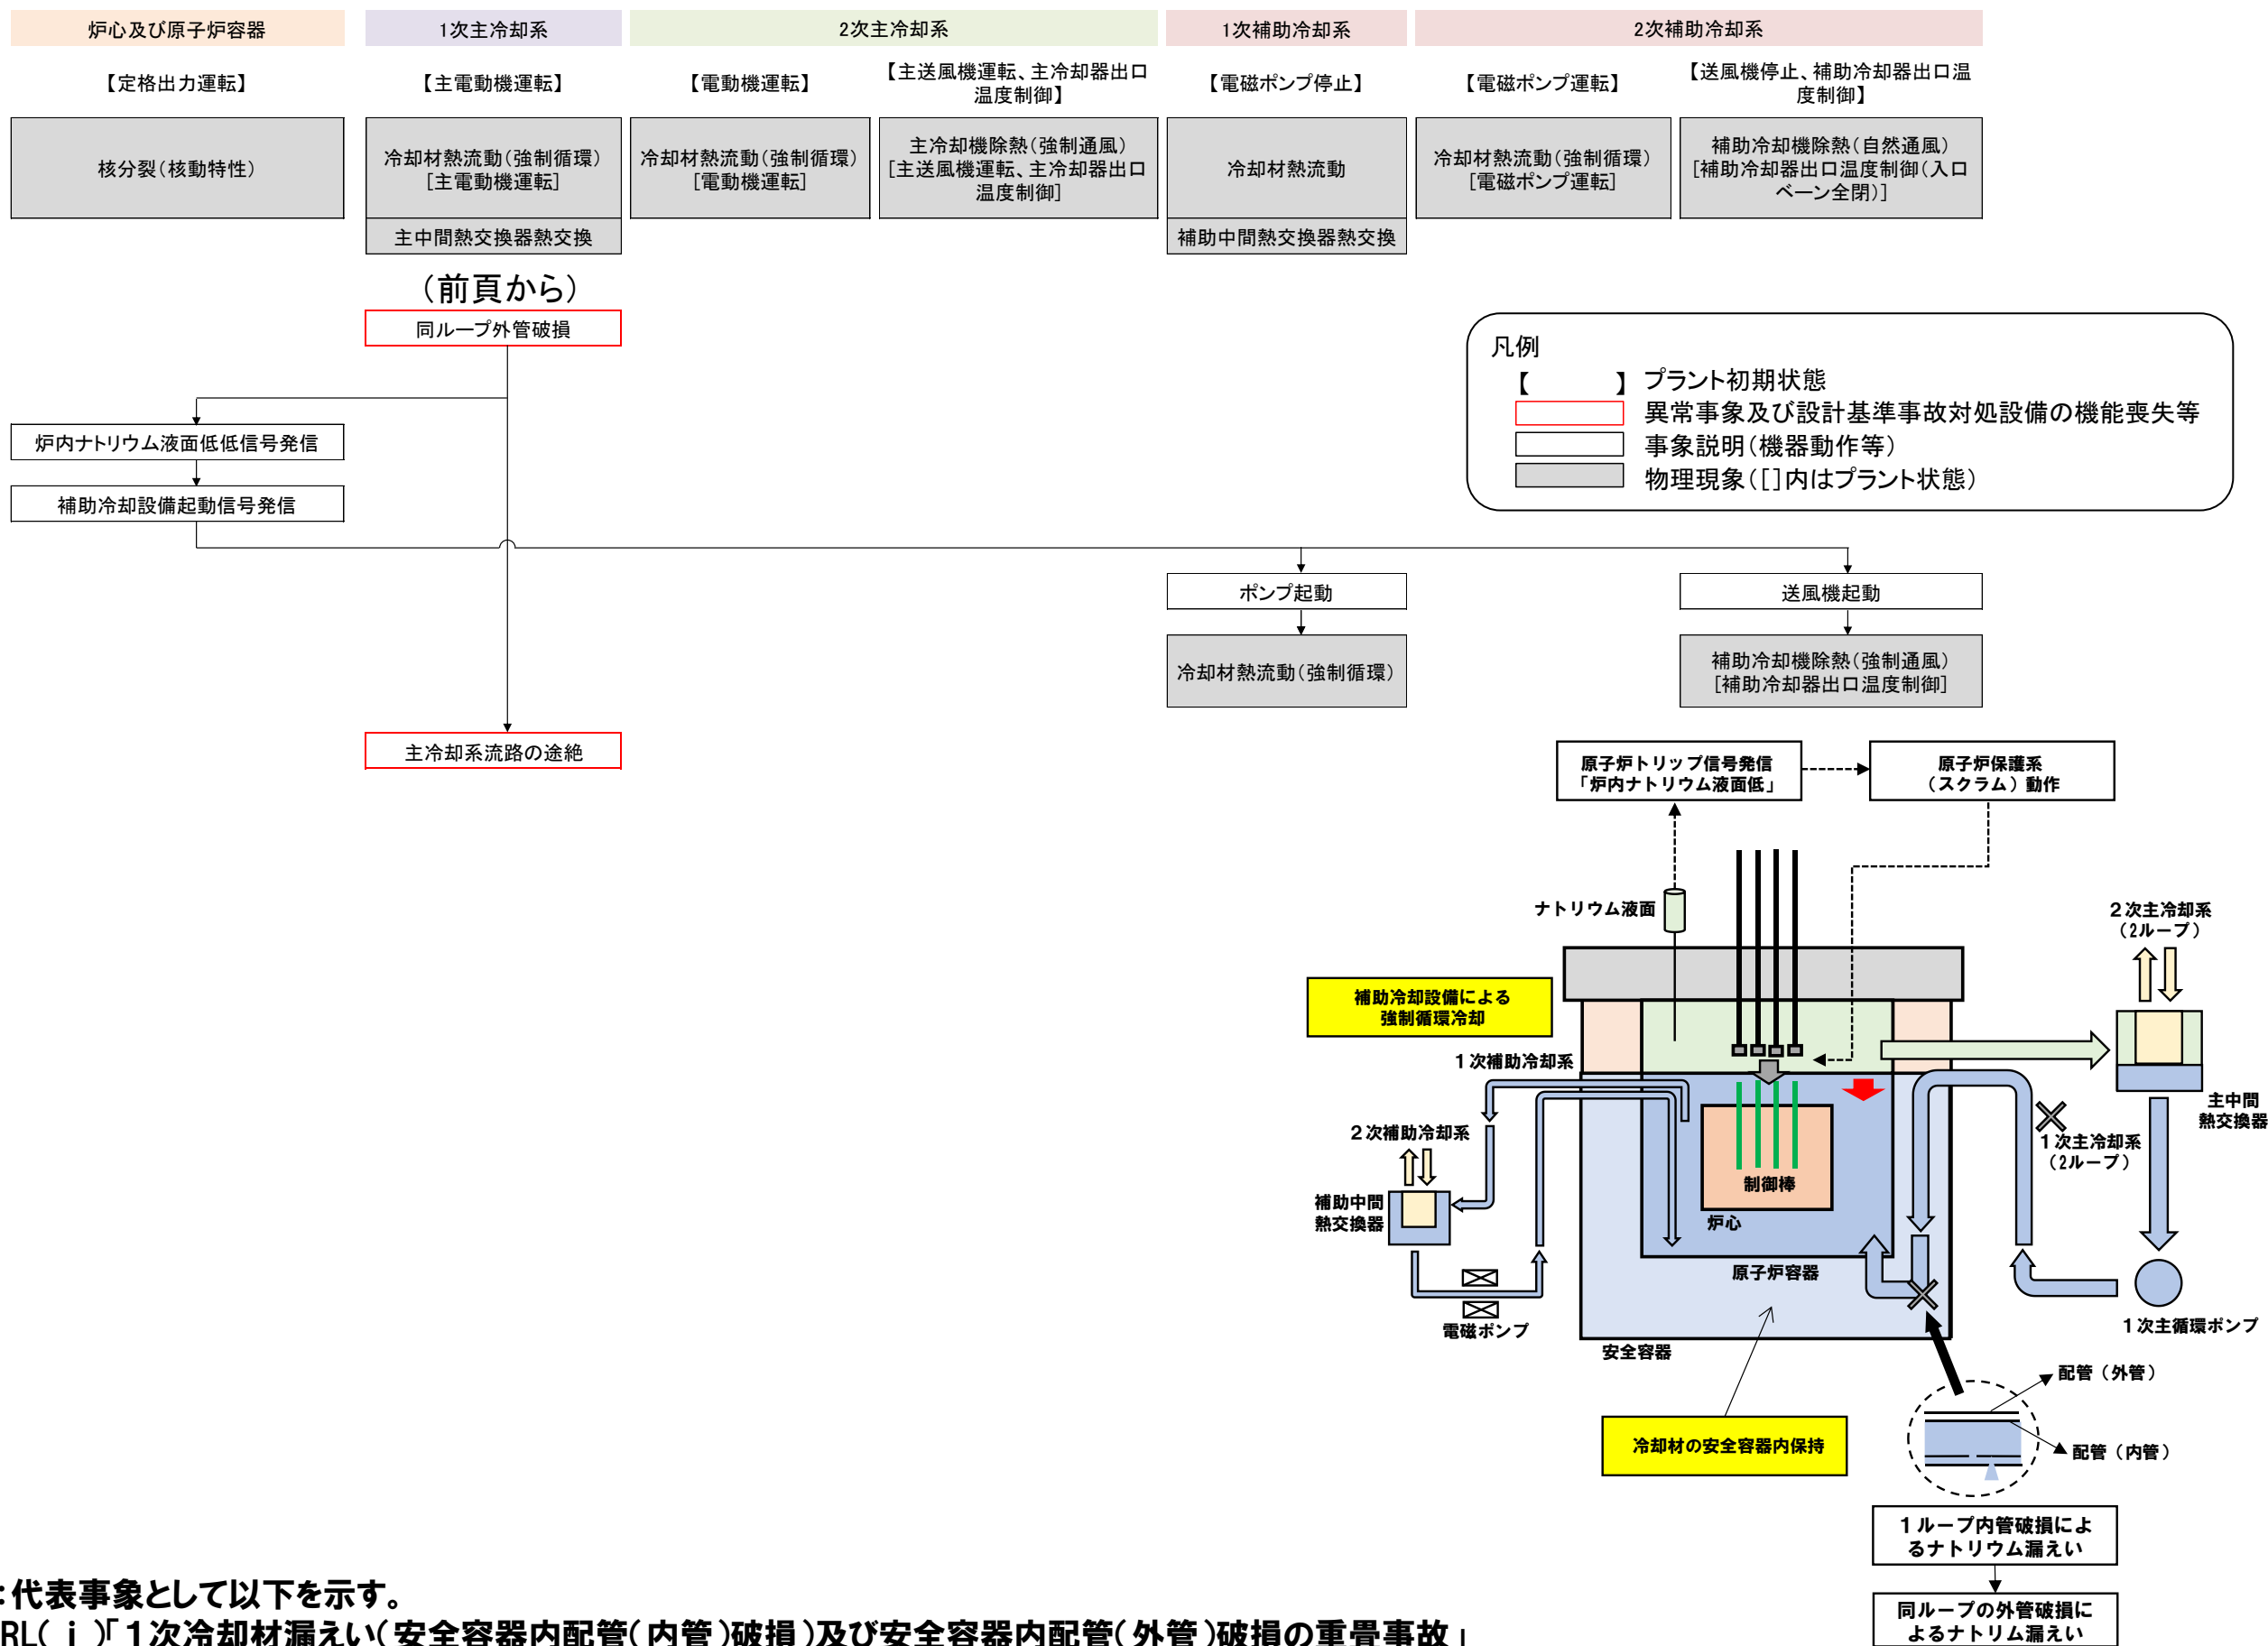 炉心及び原子炉容器
1次主冷却系
2次主冷却系
1次補助冷却系
2次補助冷却系
【定格出力運転】
【主電動機運転】
【電動機運転】
【主送風機運転、主冷却器出口
温度制御】
【電磁ポンプ停止】
【電磁ポンプ運転】
【送風機停止、補助冷却器出口温
度制御】
核分裂(核動特性)
冷却材熱流動(強制循環)
[主電動機運転]
冷却材熱流動(強制循環)
[電動機運転]
主冷却機除熱(強制通風)
[主送風機運転、主冷却器出口
温度制御]
冷却材熱流動
冷却材熱流動(強制循環)
[電磁ポンプ運転]
補助冷却機除熱(自然通風)
[補助冷却器出口温度制御(入口
ベーン全閉)]
主中間熱交換器熱交換
補助中間熱交換器熱交換
(前頁から)
同ループ外管破損
凡例
【 】 プラント初期状態
異常事象及び設計基準事故対処設備の機能喪失等
事象説明(機器動作等)
物理現象([]内はプラント状態)
炉内ナトリウム液面低低信号発信
補助冷却設備起動信号発信
ポンプ起動
送風機起動
冷却材熱流動(強制循環)
補助冷却機除熱(強制通風)
[補助冷却器出口温度制御]
主冷却系流路の途絶
原子炉トリップ信号発信
「炉内ナトリウム液面低」
原子炉保護系
(スクラム)動作
ナトリウム液面
2次主冷却系
(2ループ)
補助冷却設備による
強制循環冷却
1次補助冷却系
主中間
熱交換器
2次補助冷却系
1次主冷却系
(2ループ)
制御棒
補助中間
熱交換器
炉心
原子炉容器
電磁ポンプ
1次主循環ポンプ
安全容器
配管(外管)
冷却材の安全容器内保持
配管(内管)
1ループ内管破損によ
るナトリウム漏えい
同ループの外管破損に
よるナトリム漏えい
:代表事象として以下を示す。
RL(ⅰ)「1次冷却材漏えい(安全容器内配管(内管)破損)及び安全容器内配管(外管)破損の重畳事故」